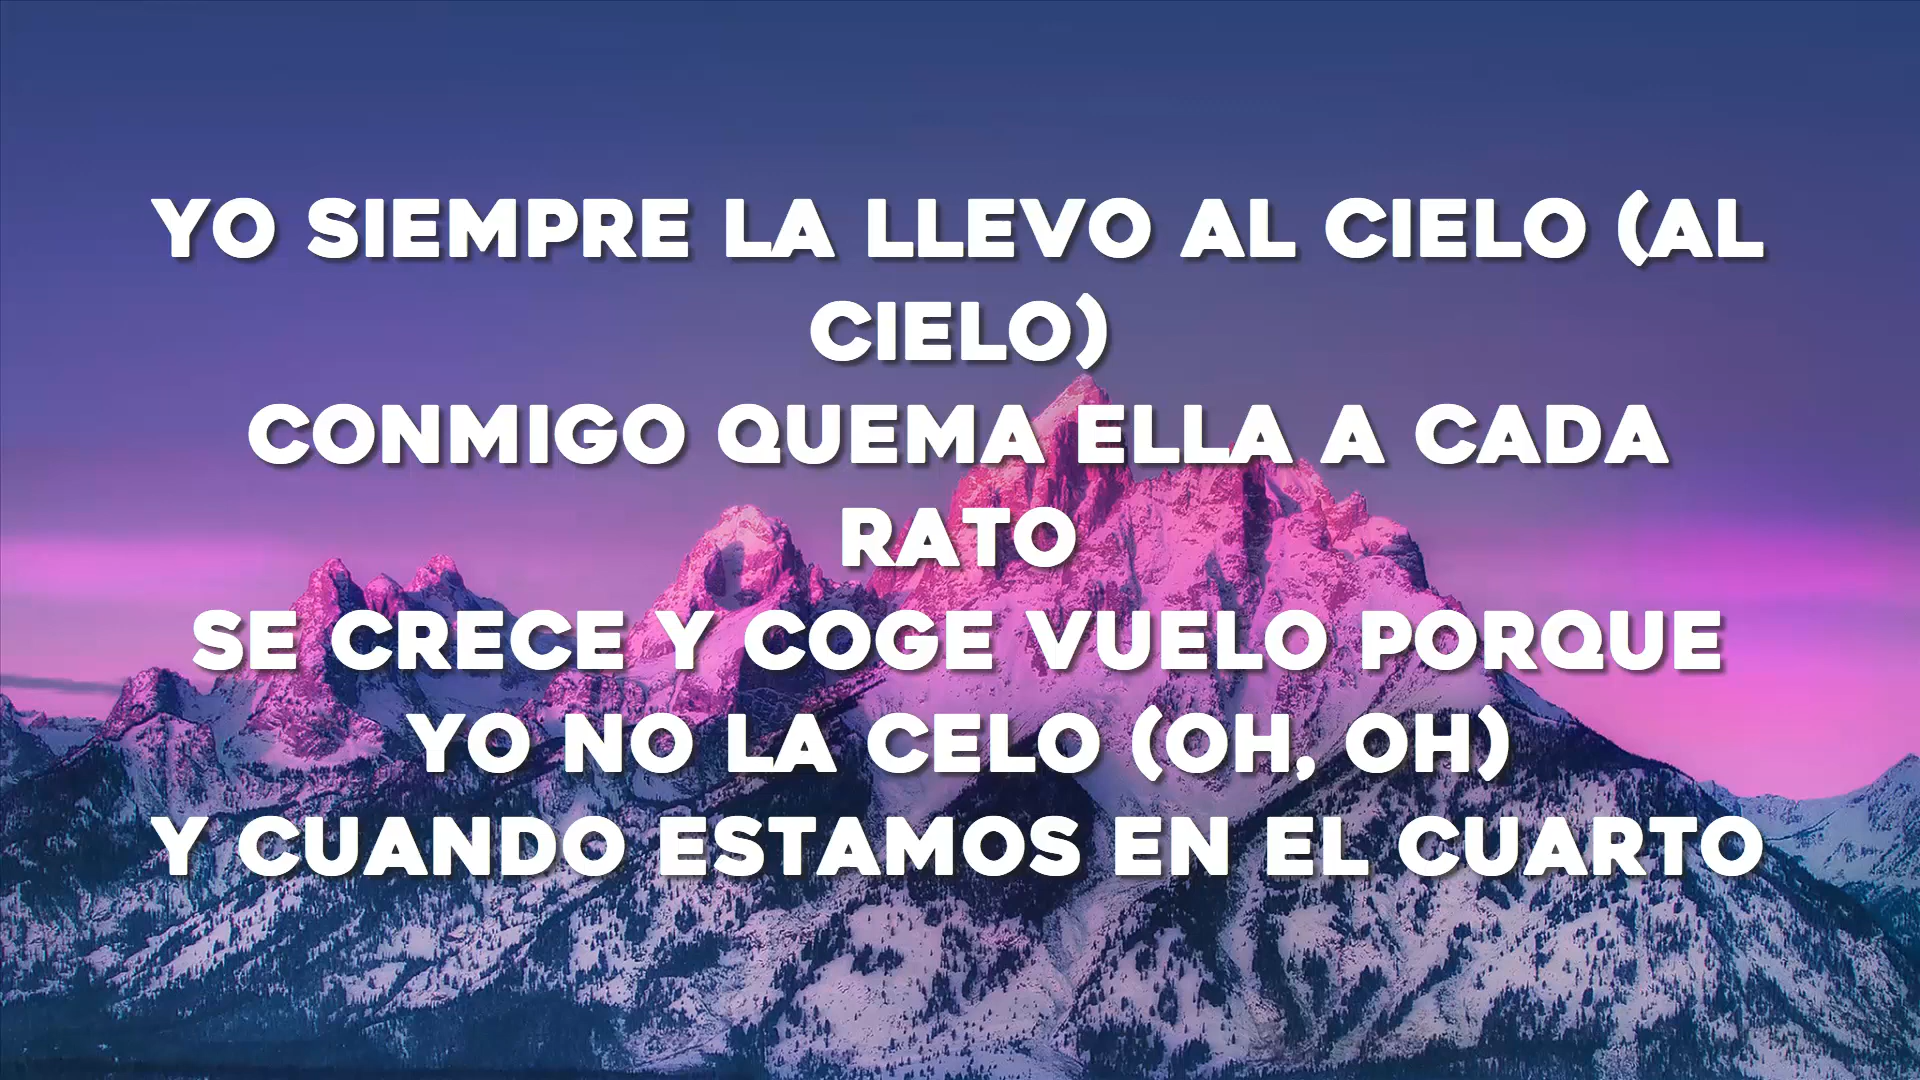 YO SIEMPRE LA LLEVO AL CIELO (AL
CIELO)
CONMIGO QUEMA ELLA A CADA
RATO
SE CRECE Y COGE VUELO PORQUE
YO NO LA CELO (OH, OH)
Y CUANDO ESTAMOS EN EL CUARTO